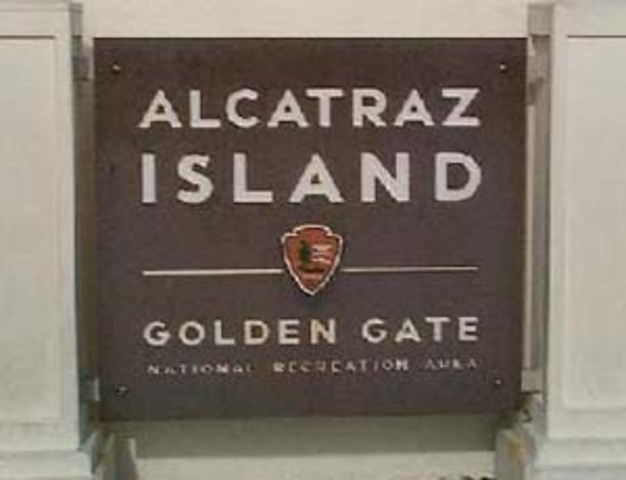 ALCATRAZ
ISLAND
GOLDEN GATE
NATIONAL RECREATION AREA